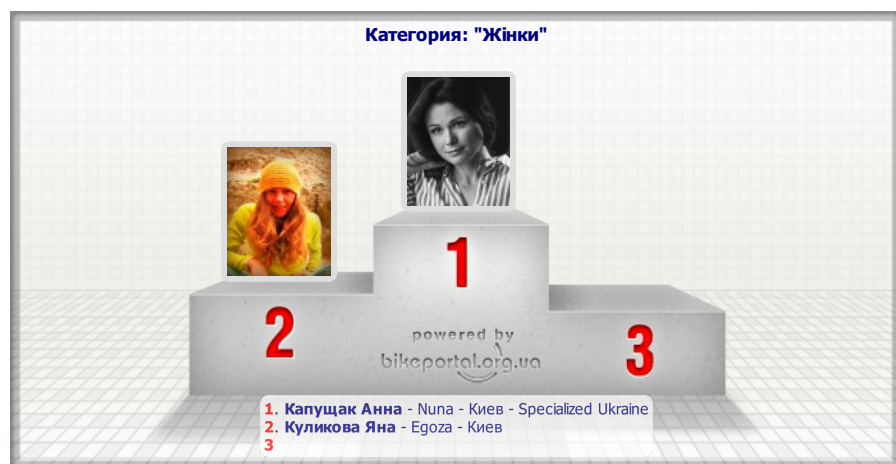 Категория: "Жінки"
1
2
3
powered by
bikeportal.org.ua
1. Капущак Анна - Nuna - Киев - Specialized Ukraine
2. Куликова Яна - Egoza - Киев
3